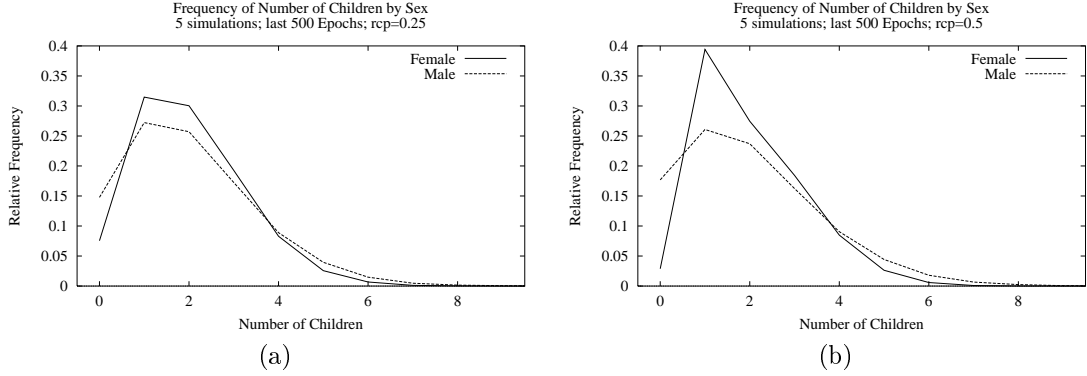 Frequency of Number of Children by Sex
5 simulations; last 500 Epochs; rcp=0.25
0.4
0.35
0.3
0.25
0.2
0.15
0.1
0.05
0
Relative Frequency
Female
Male
0 2 4 6 8
Number of Children
(a)
Frequency of Number of Children by Sex
5 simulations; last 500 Epochs; rcp=0.5
0.4
0.35
0.3
0.25
0.2
0.15
0.1
0.05
0
Relative Frequency
Female
Male
0 2 4 6 8
Number of Children
(b)